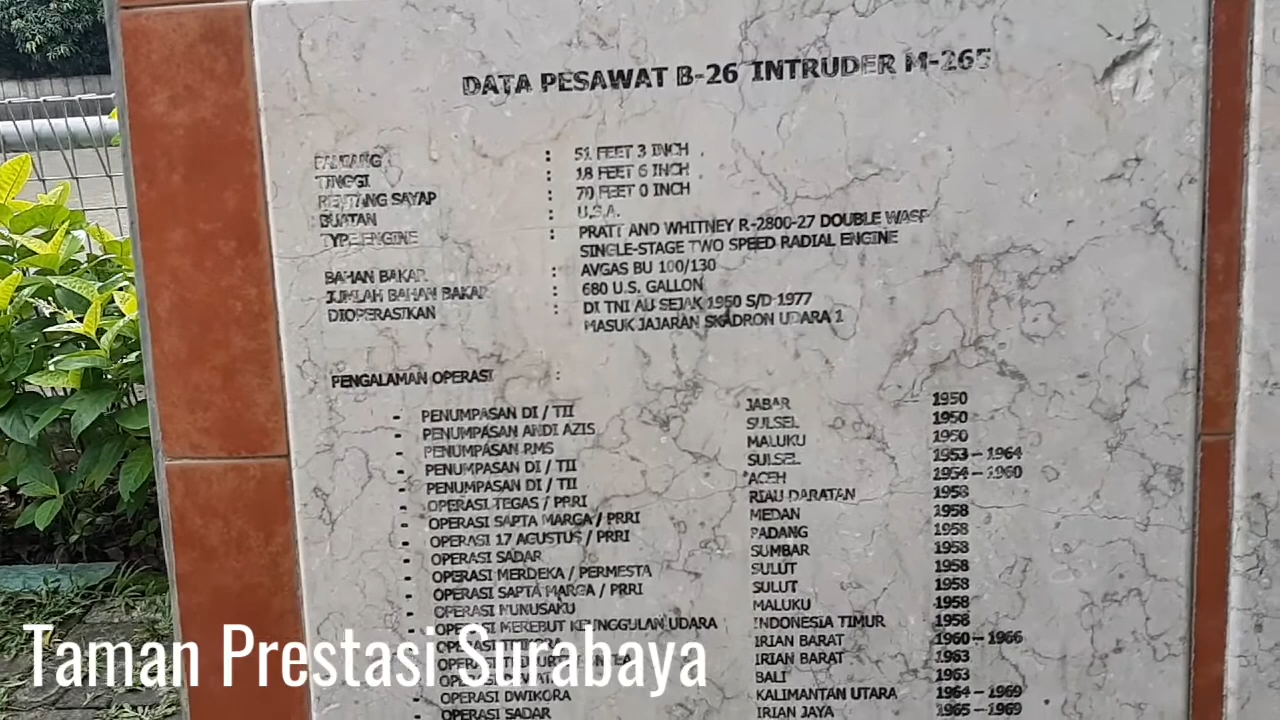 DATA PESAWAT B-26 INTRUDER M-265
PANJANG : 51 FEET 3 INCH
TINGGI : 18 FEET 6 INCH
RENTANG SAYAP : 70 FEET 0 INCH
BUATAN : U.S.A.
TYPE ENGINE : PRATT AND WHITNEY R-2800-27 DOUBLE WASP
SINGLE-STAGE TWO SPEED RADIAL ENGINE
BAHAN BAKAR : AVGAS BU 100/130
JUMLAH BAHAN BAKAR : 680 U.S. GALLON
DIOPERASIKAN : DI TNI AU SEJAK 1950 S/D 1977
MASUK JAJARAN SKADRON UDARA 1
PENGALAMAN OPERASI :
- PENUMPASAN DI / TII JABAR 1950
- PENUMPASAN ANDI AZIS SULSEL 1950
- PENUMPASAN RMS MALUKU 1950
- PENUMPASAN DI / TII SULSEL 1953 - 1964
- PENUMPASAN DI / TII ACEH 1954 - 1960
- OPERASI TEGAS / PRRI RIAU DARATAN 1958
- OPERASI SAPTA MARGA / PRRI MEDAN 1958
- OPERASI 17 AGUSTUS / PRRI PADANG 1958
- OPERASI SADAR SUMBAR 1958
- OPERASI MERDEKA / PERMESTA SULUT 1958
- OPERASI SAPTA MARGA / PRRI SULUT 1958
- OPERASI NUNUSAKU MALUKU 1958
- OPERASI MEREBUT KEUNGGULAN UDARA INDONESIA TIMUR 1958
IRIAN BARAT 1960 - 1966
IRIAN BARAT 1963
BALI 1963
- OPERASI DWIKORA KALIMANTAN UTARA 1964 - 1969
- OPERASI SADAR IRIAN JAYA 1965 - 1969
Taman Prestasi Surabaya